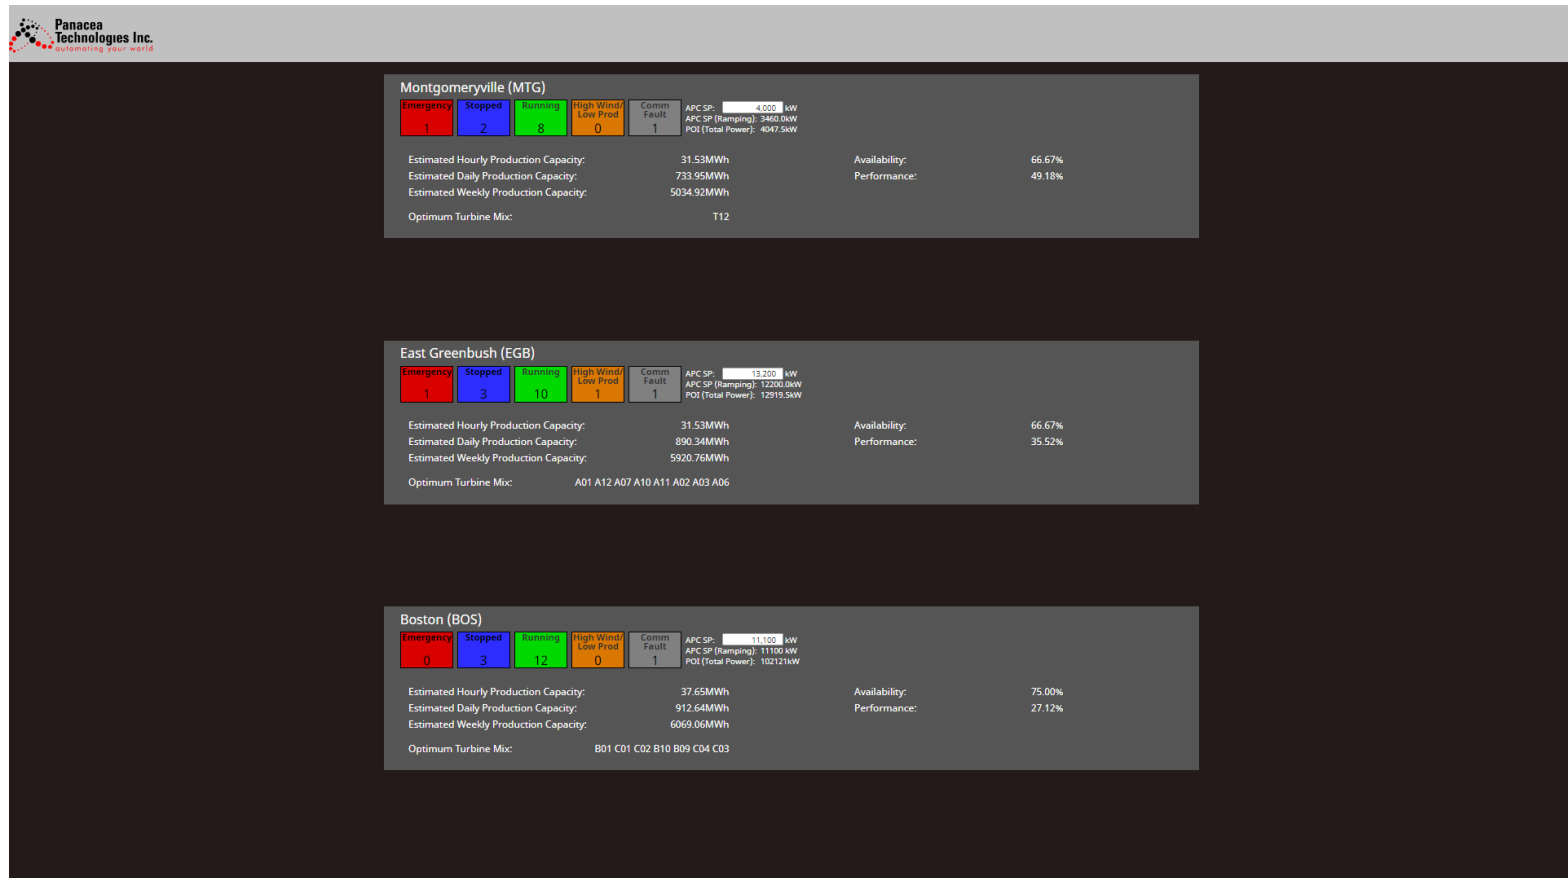 Panacea
Technologies Inc.
automating your world
Montgomeryville (MTG)
Emergency Stopped Running High Wind/ Low Prod Comm Fault
1 2 8 0 1
APC SP: 4,000 kW
APC SP (Ramping): 3460.0kW
POI (Total Power): 4047.5kW
Estimated Hourly Production Capacity: 31.53MWh Availability: 66.67%
Estimated Daily Production Capacity: 733.95MWh Performance: 49.18%
Estimated Weekly Production Capacity: 5034.92MWh
Optimum Turbine Mix: T12
East Greenbush (EGB)
Emergency Stopped Running High Wind/ Low Prod Comm Fault
1 3 10 1 1
APC SP: 13,200 kW
APC SP (Ramping): 12200.0kW
POI (Total Power): 12919.5kW
Estimated Hourly Production Capacity: 31.53MWh Availability: 66.67%
Estimated Daily Production Capacity: 890.34MWh Performance: 35.52%
Estimated Weekly Production Capacity: 5920.76MWh
Optimum Turbine Mix: A01 A12 A07 A10 A11 A02 A03 A06
Boston (BOS)
Emergency Stopped Running High Wind/ Low Prod Comm Fault
0 3 12 0 1
APC SP: 11,100 kW
APC SP (Ramping): 11100 kW
POI (Total Power): 102121kW
Estimated Hourly Production Capacity: 37.65MWh Availability: 75.00%
Estimated Daily Production Capacity: 912.64MWh Performance: 27.12%
Estimated Weekly Production Capacity: 6069.06MWh
Optimum Turbine Mix: B01 C01 C02 B10 B09 C04 C03